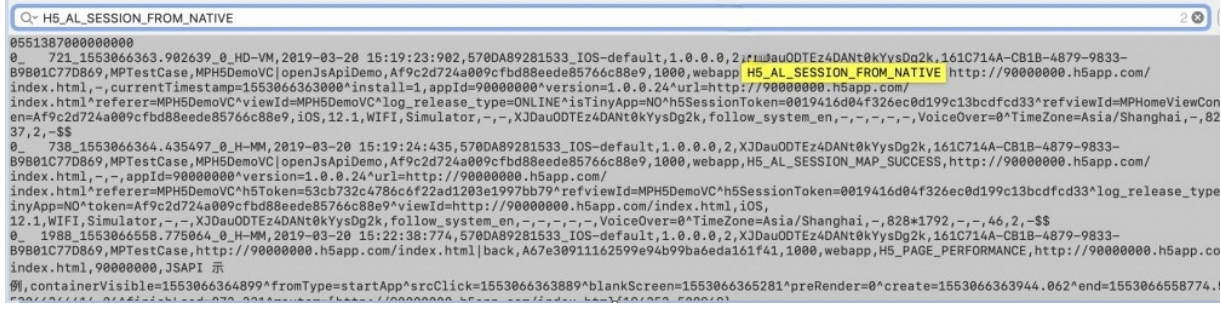 H5_AL_SESSION_FROM_NATIVE 2
0551387000000000
0_ 721_1553066363.902639_0_HD-VM,2019-03-20 15:19:23:902,570DA89281533_IOS-default,1.0.0.0,2,XJDauODTEz4DANt0kYysDg2k,161C714A-CB1B-4879-9833-
B9B01C77D869,MPTestCase,MPH5DemoVC|openJsApiDemo,Af9c2d724a009cfbd88eede85766c88e9,1000,webapp H5_AL_SESSION_FROM_NATIVE http://90000000.h5app.com/
index.html,-,currentTimestamp=1553066363000^install=1,appId=90000000^version=1.0.0.24^url=http://90000000.h5app.com/
index.html^referer=MPH5DemoVC^viewId=MPH5DemoVC^log_release_type=ONLINE^isTinyApp=NO^h5SessionToken=0019416d04f326ec0d199c13bcdfcd33^refviewId=MPHomeViewCon
en=Af9c2d724a009cfbd88eede85766c88e9,iOS,12.1,WIFI,Simulator,-,-,XJDauODTEz4DANt0kYysDg2k,follow_system_en,-,-,-,-,VoiceOver=0^TimeZone=Asia/Shanghai,-,82
37,2,-$$
0_ 738_1553066364.435497_0_H-MM,2019-03-20 15:19:24:435,570DA89281533_IOS-default,1.0.0.0,2,XJDauODTEz4DANt0kYysDg2k,161C714A-CB1B-4879-9833-
B9B01C77D869,MPTestCase,MPH5DemoVC|openJsApiDemo,Af9c2d724a009cfbd88eede85766c88e9,1000,webapp,H5_AL_SESSION_MAP_SUCCESS,http://90000000.h5app.com/
index.html,-,-,appId=90000000^version=1.0.0.24^url=http://90000000.h5app.com/
index.html^referer=MPH5DemoVC^h5Token=53cb732c4786c6f22ad1203e1997bb79^refviewId=MPH5DemoVC^h5SessionToken=0019416d04f326ec0d199c13bcdfcd33^log_release_type
inyApp=NO^token=Af9c2d724a009cfbd88eede85766c88e9^viewId=http://90000000.h5app.com/index.html,iOS,
12.1,WIFI,Simulator,-,-,XJDauODTEz4DANt0kYysDg2k,follow_system_en,-,-,-,-,VoiceOver=0^TimeZone=Asia/Shanghai,-,828*1792,-,-,46,2,-$$
0_ 1988_1553066558.775064_0_H-MM,2019-03-20 15:22:38:774,570DA89281533_IOS-default,1.0.0.0,2,XJDauODTEz4DANt0kYysDg2k,161C714A-CB1B-4879-9833-
B9B01C77D869,MPTestCase,http://90000000.h5app.com/index.html|back,A67e30911162599e94b99ba6eda161f41,1000,webapp,H5_PAGE_PERFORMANCE,http://90000000.h5app.co
index.html,90000000,JSAPI 示
例,containerVisible=1553066364899^fromType=startApp^srcClick=1553066363889^blankScreen=1553066365281^preRender=0^create=1553066363944.062^end=1553066558774.